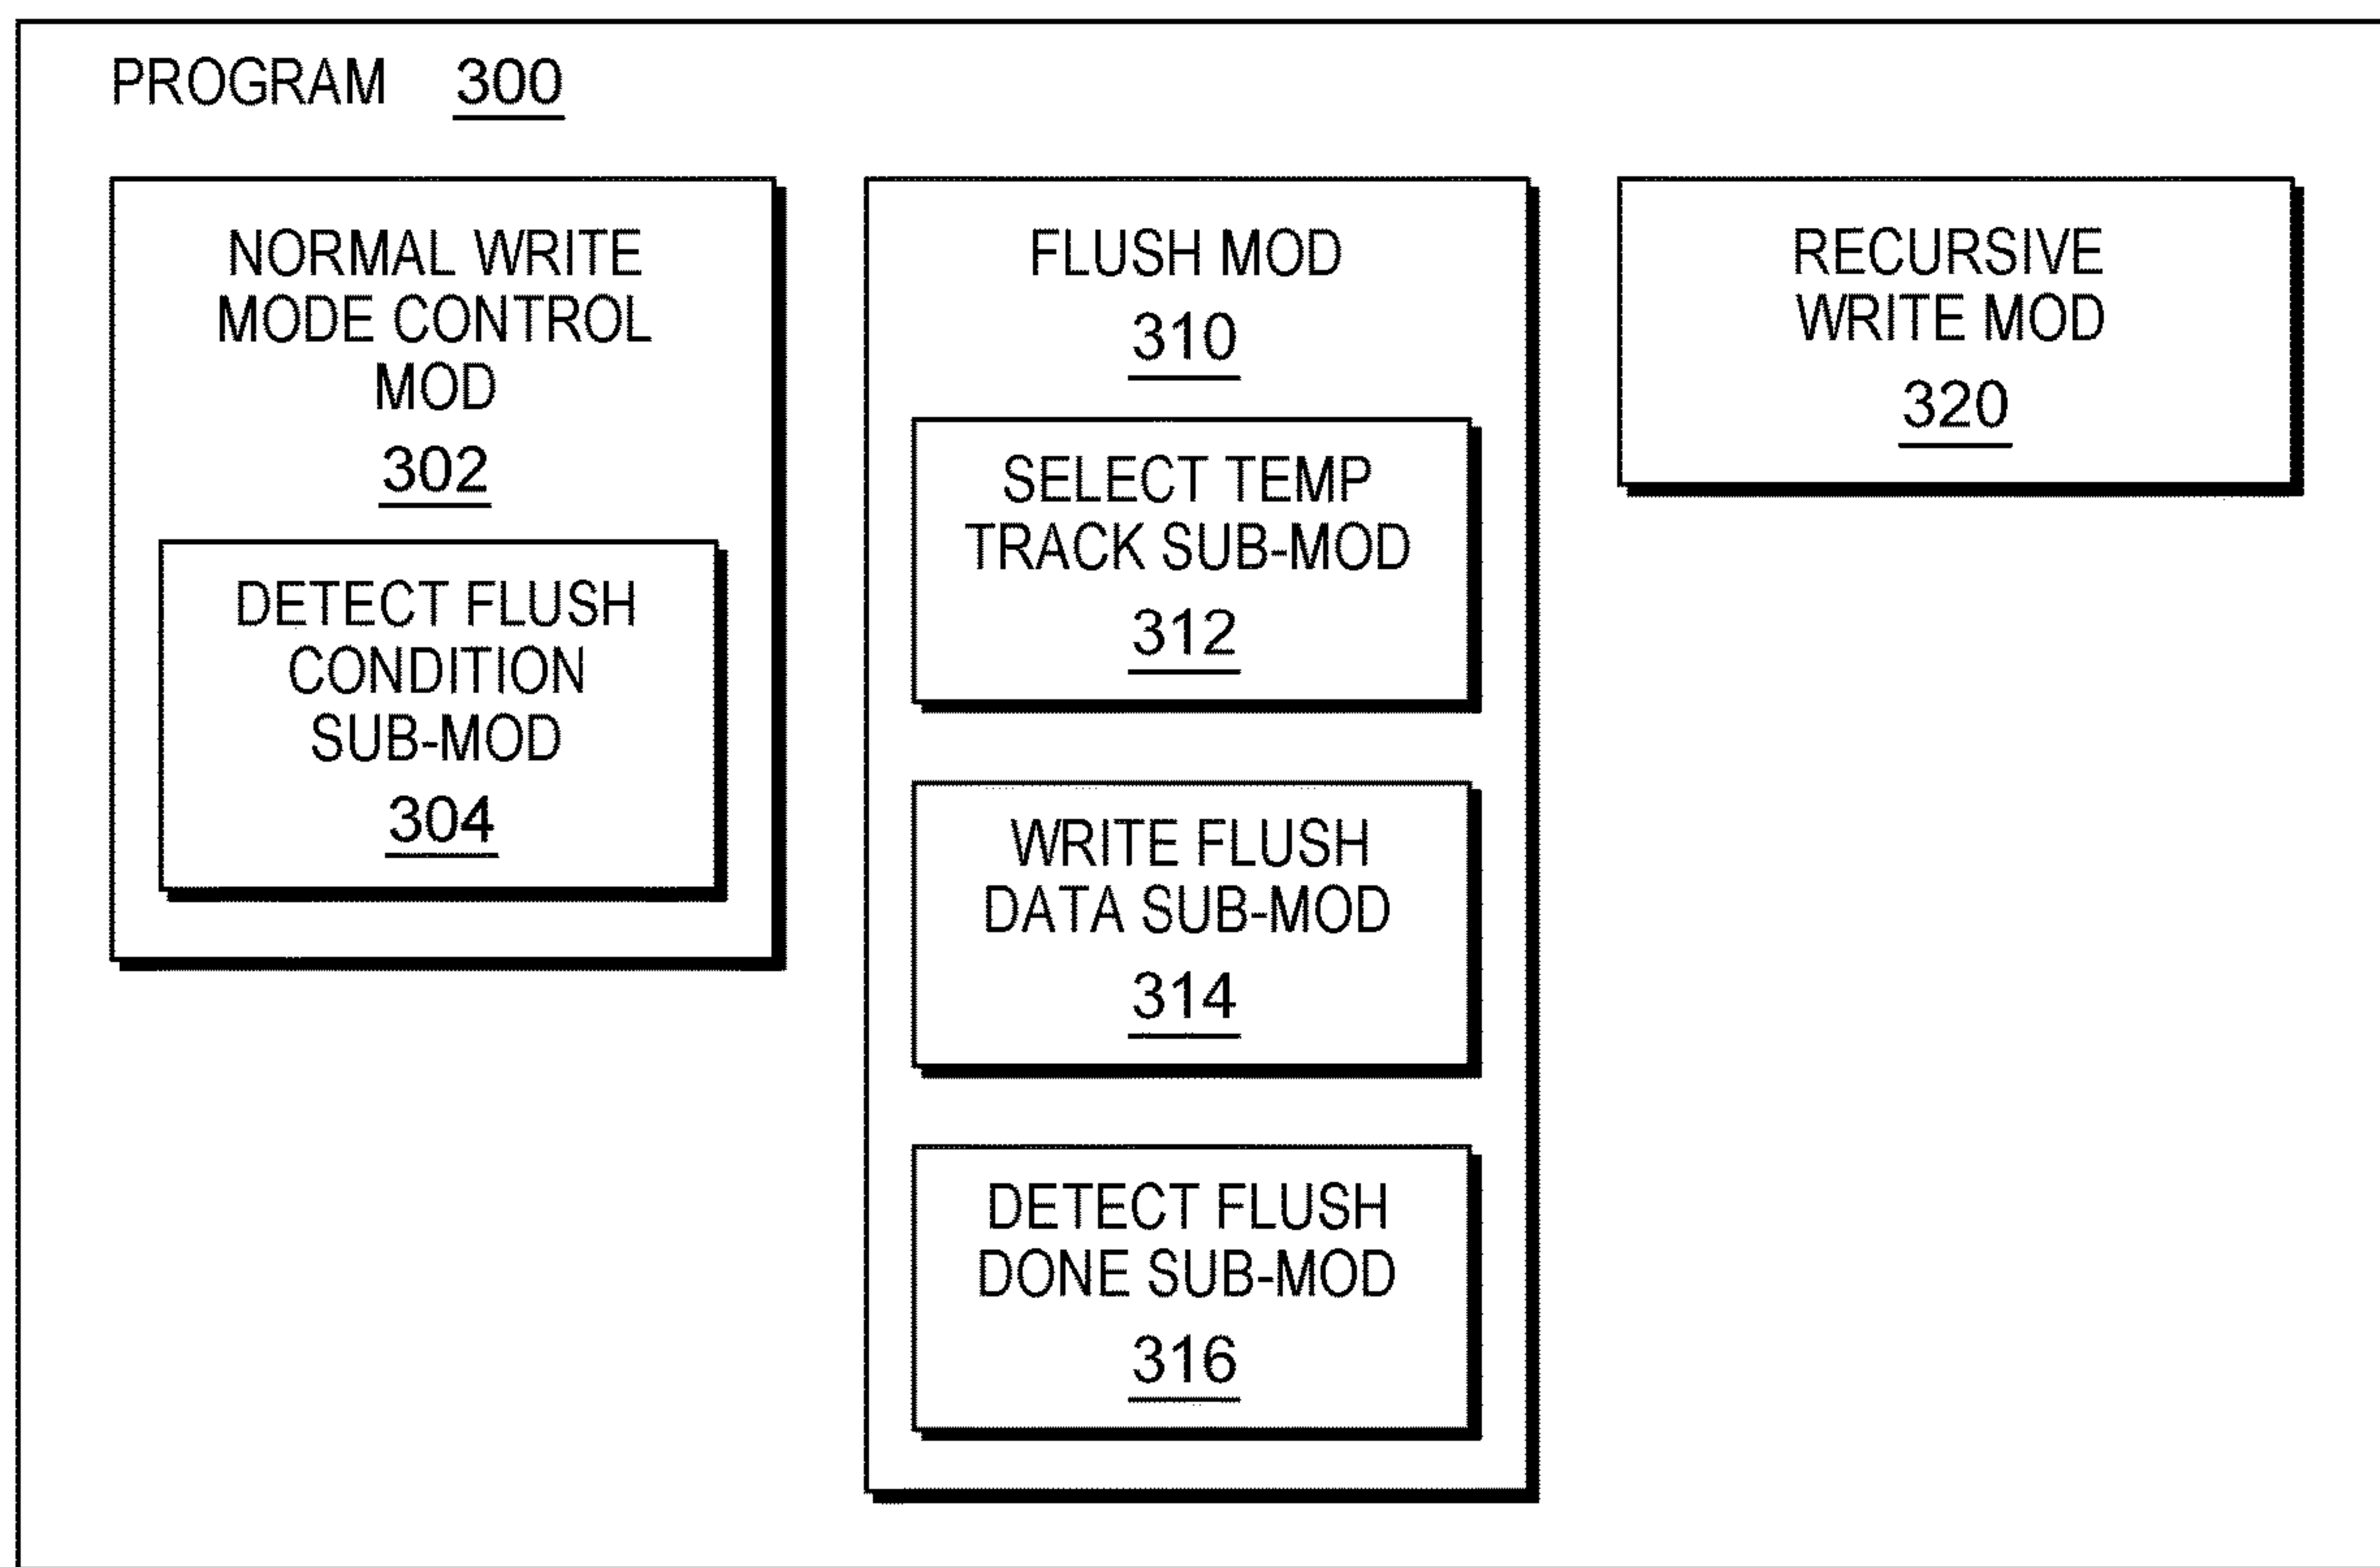 PROGRAM 300
NORMAL WRITE
MODE CONTROL
MOD
302
DETECT FLUSH
CONDITION
SUB-MOD
304
FLUSH MOD
310
SELECT TEMP
TRACK SUB-MOD
312
WRITE FLUSH
DATA SUB-MOD
314
DETECT FLUSH
DONE SUB-MOD
316
RECURSIVE
WRITE MOD
320